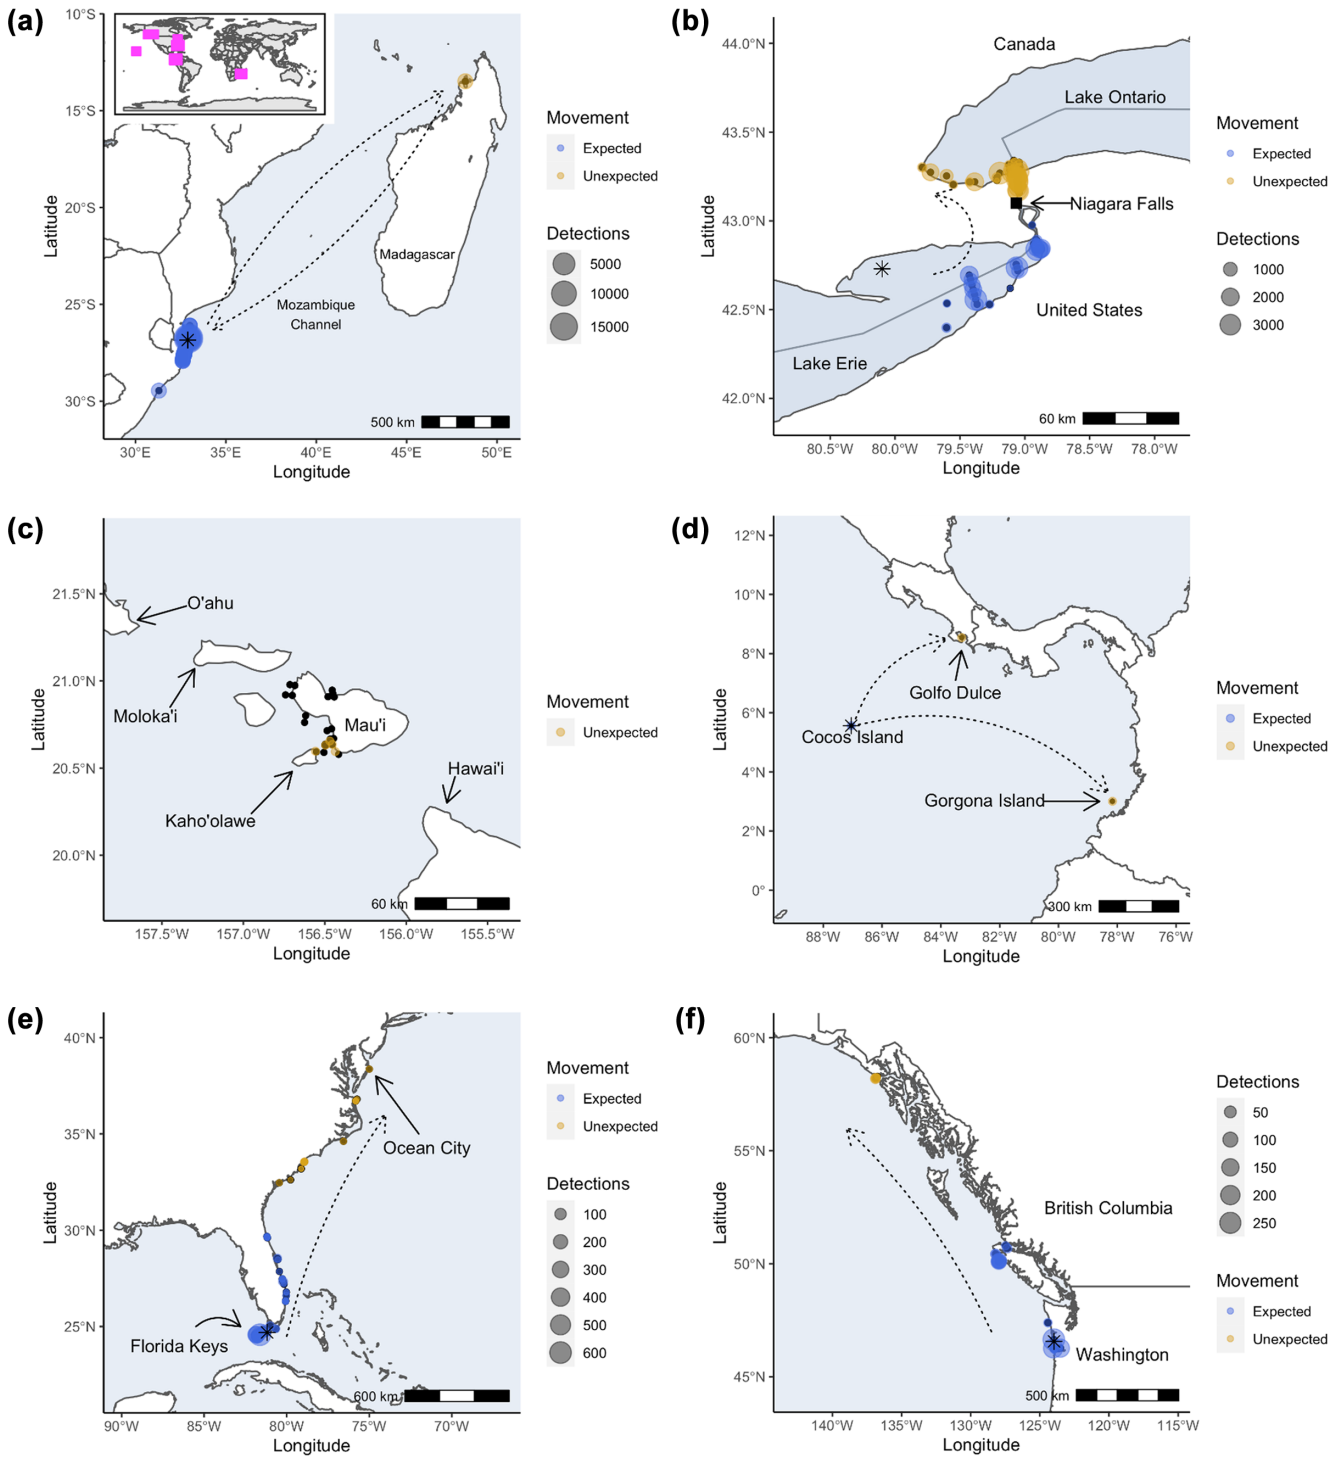 (a)
10°S
15°S
20°S
25°S
30°S
Latitude
Madagascar
Mozambique
Channel
500 km
30°E
35°E
40°E
45°E
50°E
Longitude
Movement
Expected
Unexpected
Detections
5000
10000
15000
(b)
44.0°N
43.5°N
43.0°N
42.5°N
42.0°N
Latitude
Canada
Lake Ontario
Niagara Falls
United States
Lake Erie
60 km
80.5°W
80.0°W
79.5°W
79.0°W
78.5°W
78.0°W
Longitude
Movement
Expected
Unexpected
Detections
1000
2000
3000
(c)
21.5°N
21.0°N
20.5°N
20.0°N
Latitude
O'ahu
Moloka'i
Mau'i
Hawai'i
Kaho'olawe
60 km
157.5°W
157.0°W
156.5°W
156.0°W
155.5°W
Longitude
Movement
Unexpected
(d)
12°N
10°N
8°N
6°N
4°N
2°N
0°
Latitude
Golfo Dulce
Cocos Island
Gorgona Island
300 km
88°W
86°W
84°W
82°W
80°W
78°W
76°W
Longitude
Movement
Expected
Unexpected
(e)
40°N
35°N
30°N
25°N
Latitude
Ocean City
Florida Keys
600 km
90°W
85°W
80°W
75°W
70°W
Longitude
Movement
Expected
Unexpected
Detections
100
200
300
400
500
600
(f)
60°N
55°N
50°N
45°N
Latitude
British Columbia
Washington
500 km
140°W
135°W
130°W
125°W
120°W
115°W
Longitude
Detections
50
100
150
200
250
Movement
Expected
Unexpected